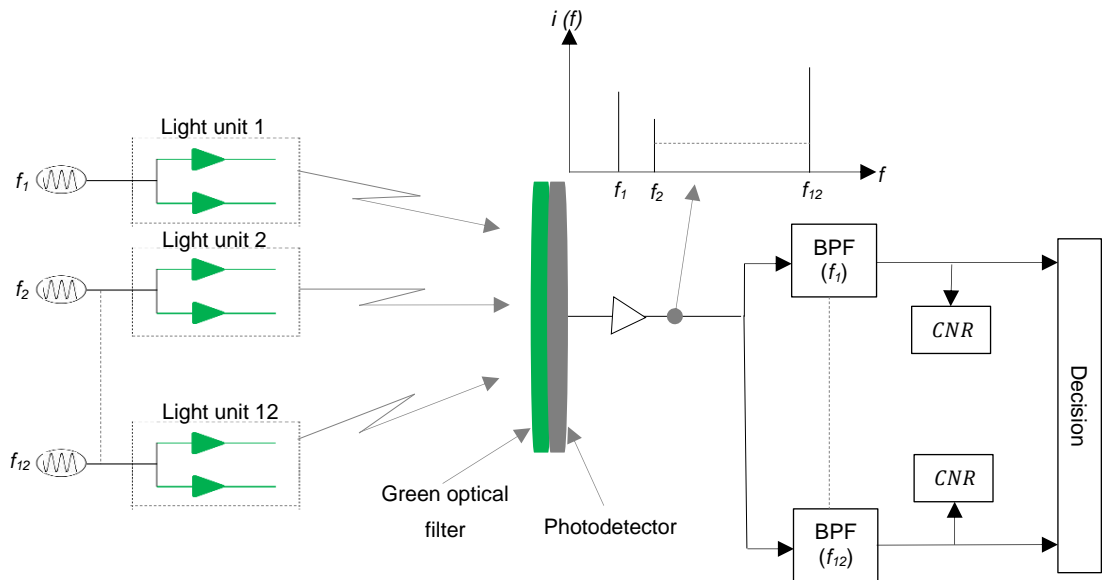 i (f)
f1
f2
f12
f
Light unit 1
f1
Light unit 2
f2
Light unit 12
f12
Green optical
filter
Photodetector
BPF
(f1)
CNR
BPF
(f12)
CNR
Decision